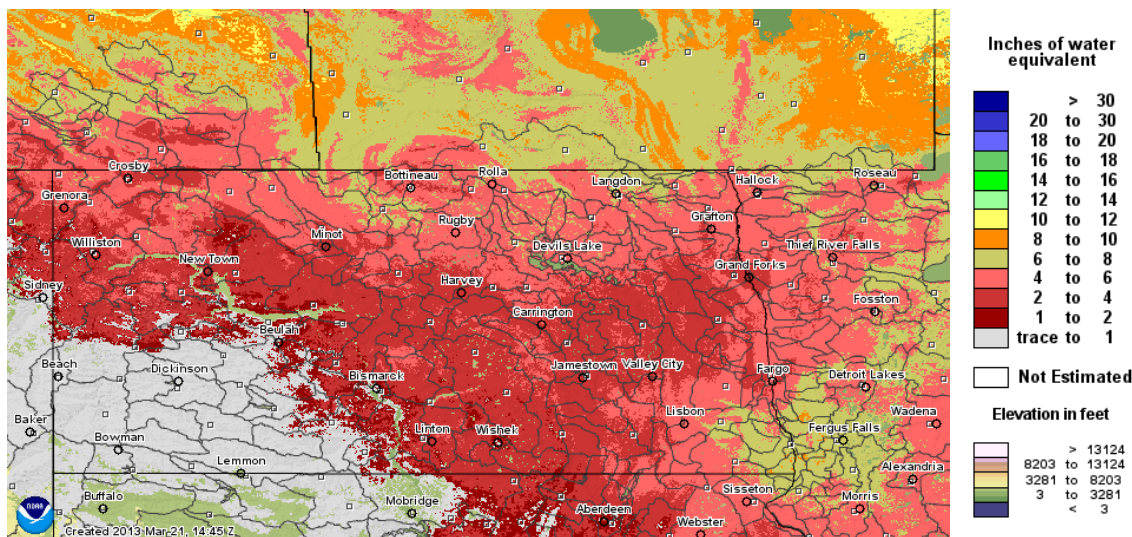 Crosby
Grenora
Bottineau
Rolla
Langdon
Hallock
Roseau
Williston
Minot
Rugby
Grafton
New Town
Devils Lake
Thief River Falls
Sidney
Harvey
Grand Forks
Fosston
Beulah
Carrington
Beach
Dickinson
Bismarck
Jamestown
Valley City
Fargo
Detroit Lakes
Baker
Bowman
Linton
Wishek
Lisbon
Fergus Falls
Wadena
Lemmon
Alexandria
Buffalo
Mobridge
Aberdeen
Sisseton
Morris
Webster
NOAA
Created 2013 Mar-21, 14:45 Z
Inches of water
equivalent
> 30
20 to 30
18 to 20
16 to 18
14 to 16
12 to 14
10 to 12
8 to 10
6 to 8
4 to 6
2 to 4
1 to 2
trace to 1
Not Estimated
Elevation in feet
> 13124
8203 to 13124
3281 to 8203
3 to 3281
< 3